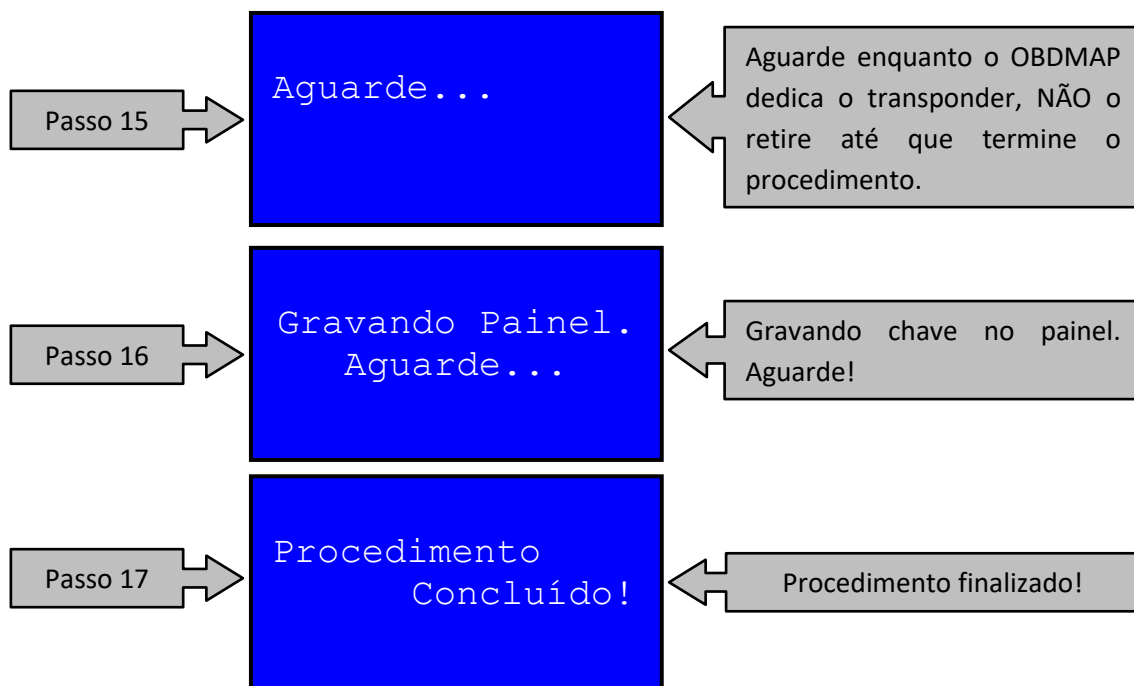 Passo 15
Aguarde...
Aguarde enquanto o OBDMAP
dedica o transponder, NÃO o
retire até que termine o
procedimento.
Passo 16
Gravando Painel.
Aguarde...
Gravando chave no painel.
Aguarde!
Passo 17
Procedimento
Concluído!
Procedimento finalizado!